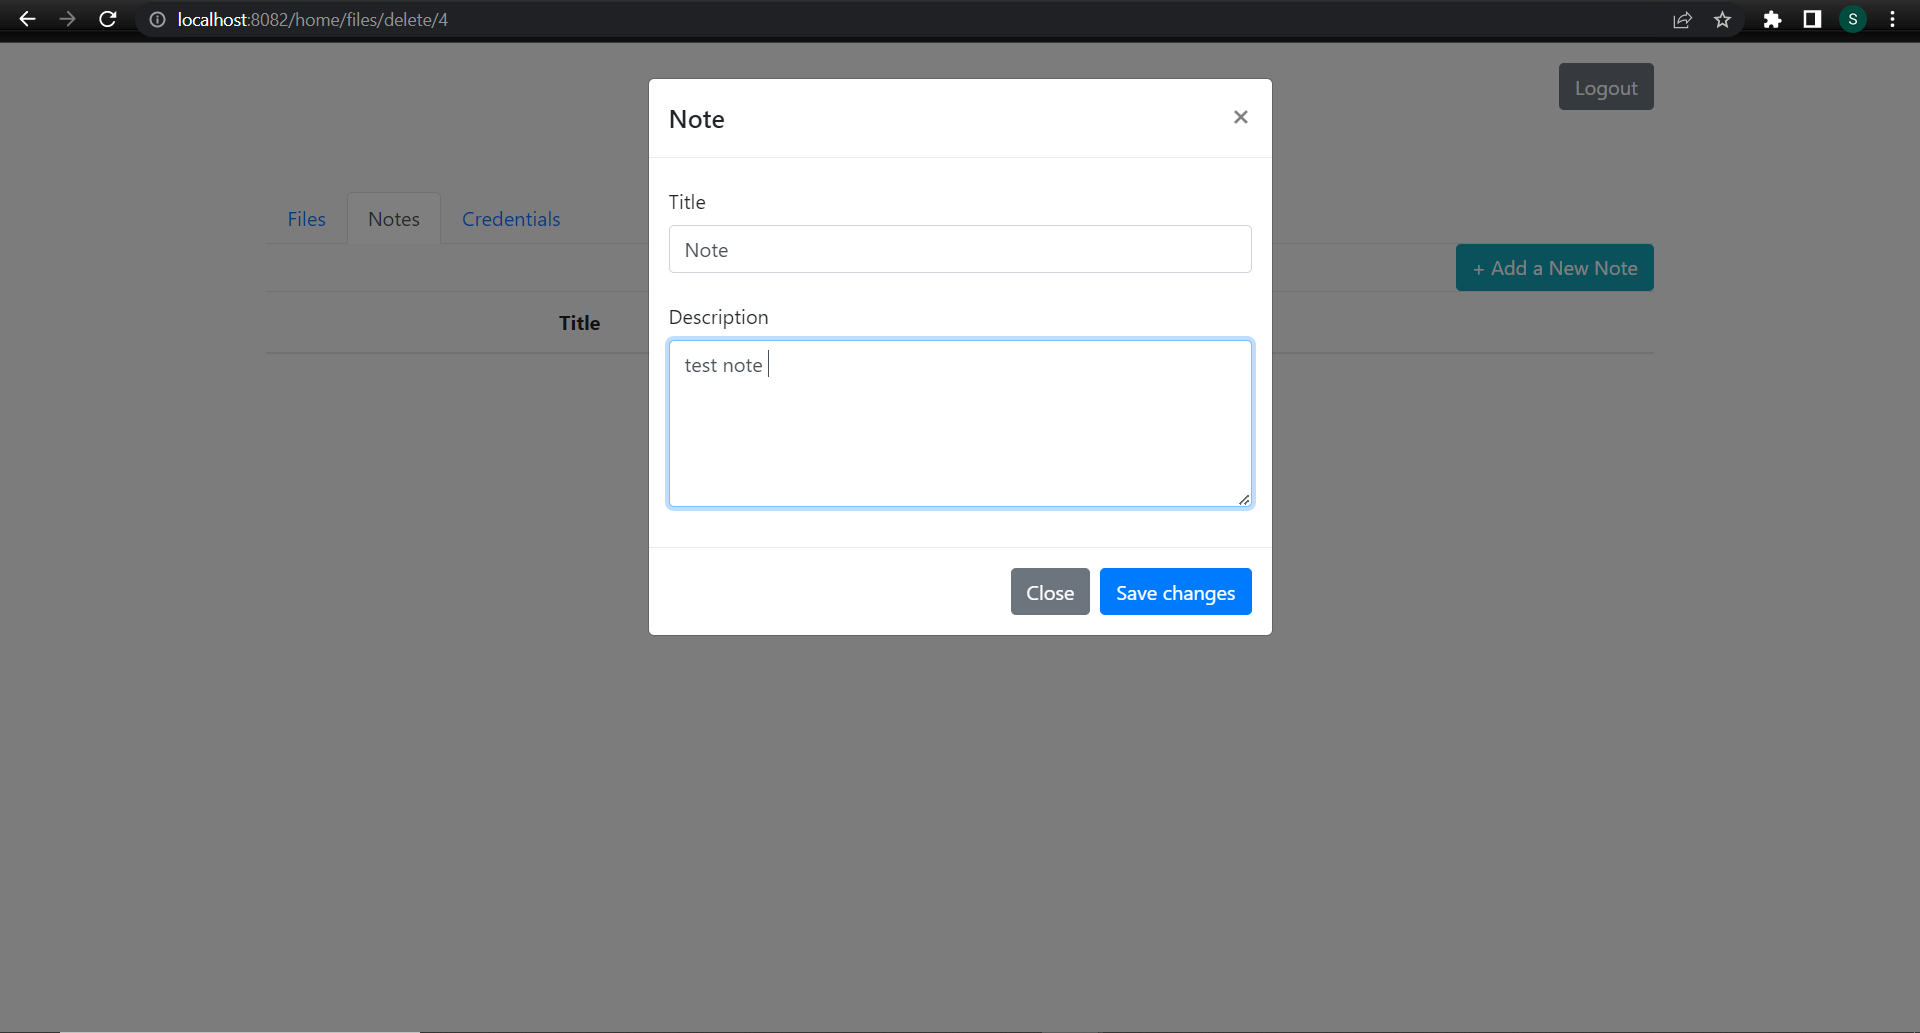 localhost:8082/home/files/delete/4
S
Logout
Files Notes Credentials
+ Add a New Note
Title
Note ×
Title
Note
Description
test note
Close Save changes